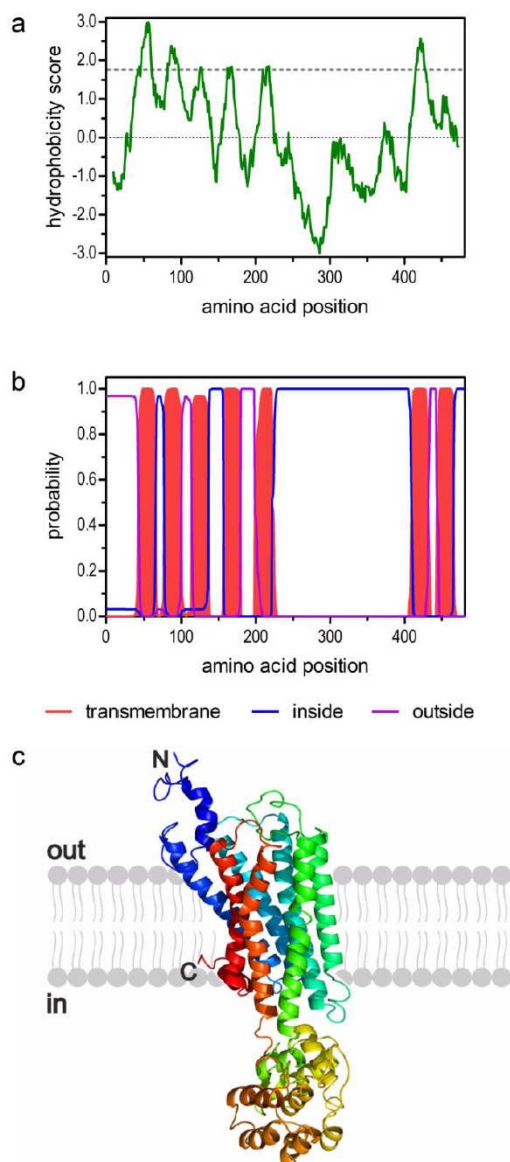 a
hydrophobicity score
3.0
2.0
1.0
0.0
-1.0
-2.0
-3.0
0 100 200 300 400
amino acid position
b
probability
1.0
0.8
0.6
0.4
0.2
0.0
0 100 200 300 400
amino acid position
transmembrane inside outside
c
N
out
C
in